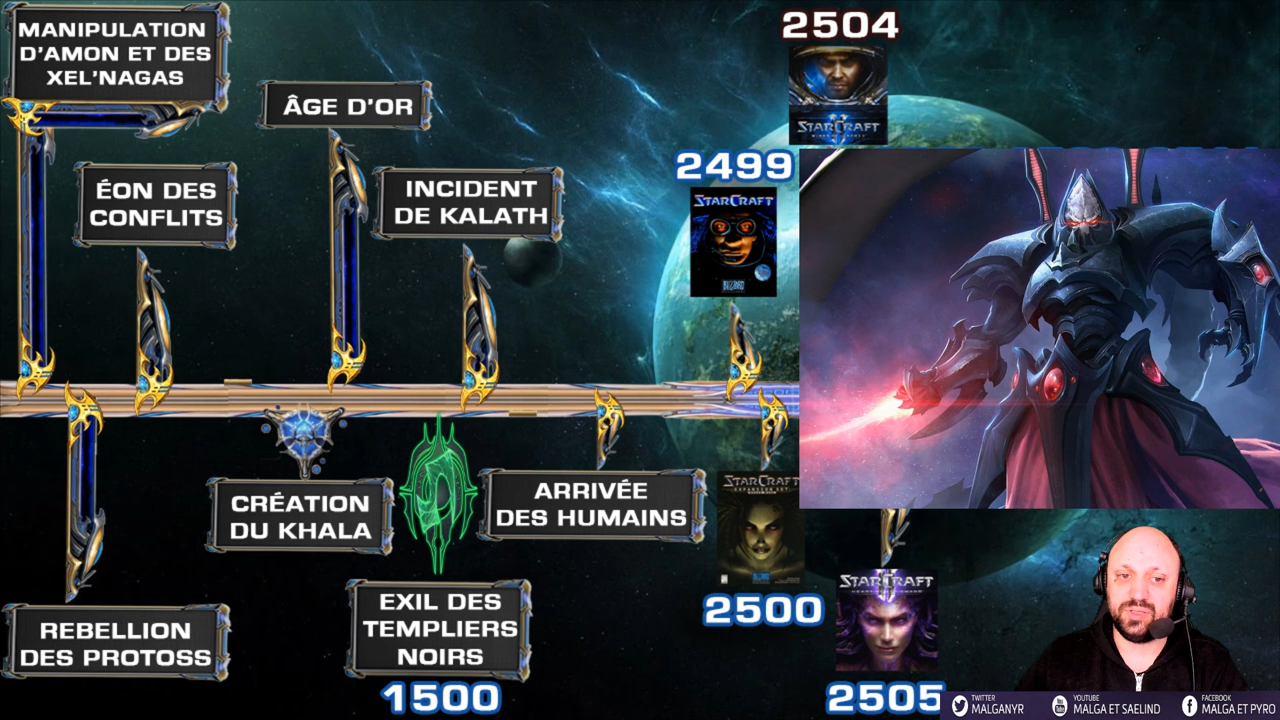 MANIPULATION
D'AMON ET DES
XEL'NAGAS
ÉON DES
CONFLITS
ÂGE D'OR
INCIDENT
DE KALATH
2504
STARCRAFT
2499
STARCRAFT
REBELLION
DES PROTOSS
CRÉATION
DU KHALA
EXIL DES
TEMPLIERS
NOIRS
1500
ARRIVÉE
DES HUMAINS
STARCRAFT
2500
STARCRAFT
2505
TWITTER
MALGANYR
YOUTUBE
MALGA ET SAELIND
FACEBOOK
MALGA ET PYRO